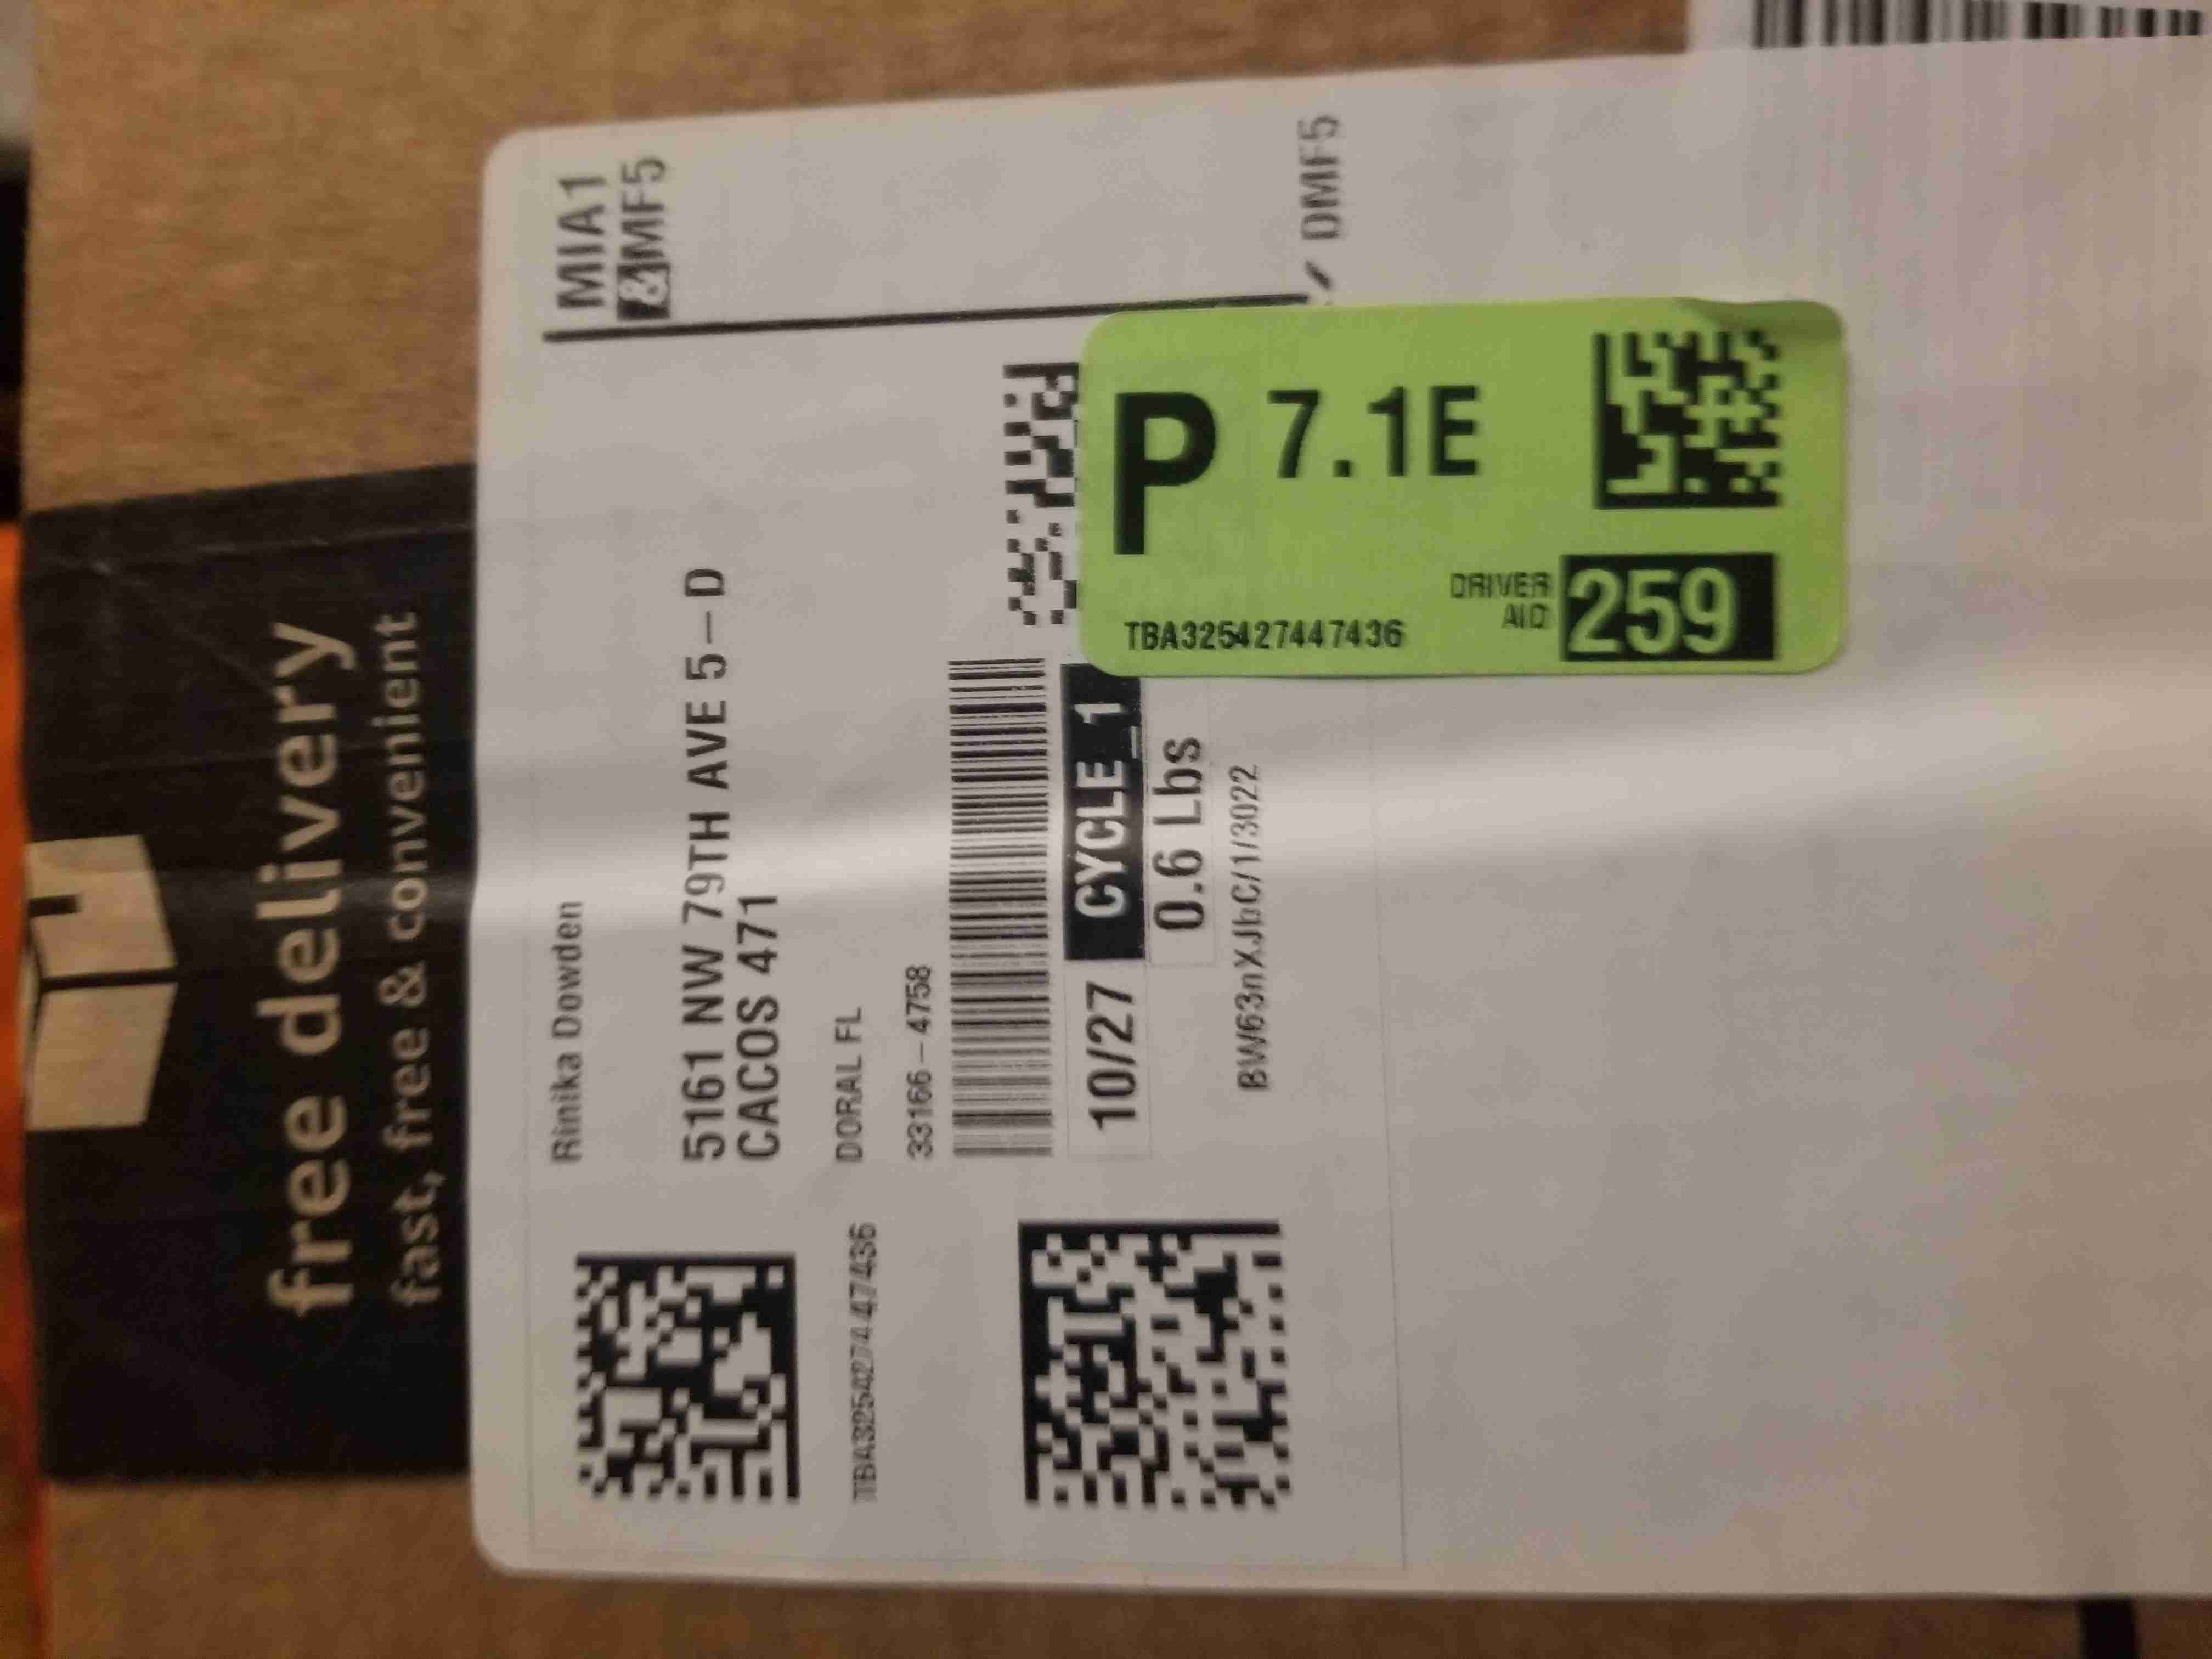 free delivery
fast, free & convenient
MIA1
DMF5
Rinika Dowden
5161 NW 79TH AVE 5-D
CACOS 471
DORAL FL
33166-4758
TBA325427447436
10/27
CYCLE_1
0.6 Lbs
BW63nXJbC/1/3022
P 7.1E
TBA325427447436
DRIVER
AID
259